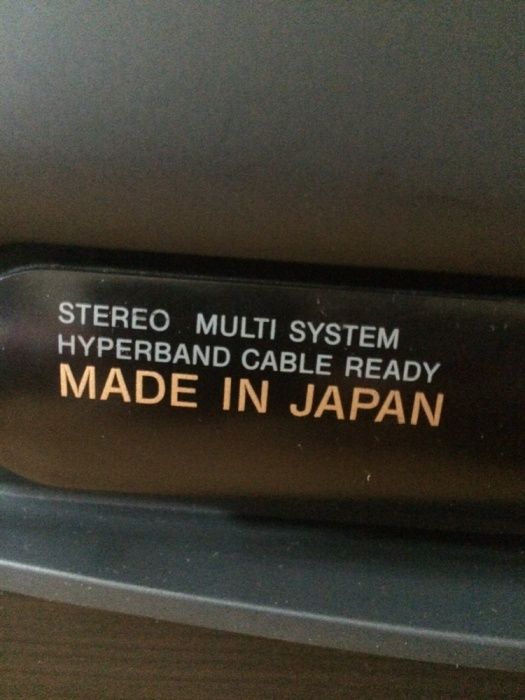 STEREO MULTI SYSTEM
HYPERBAND CABLE READY
MADE IN JAPAN